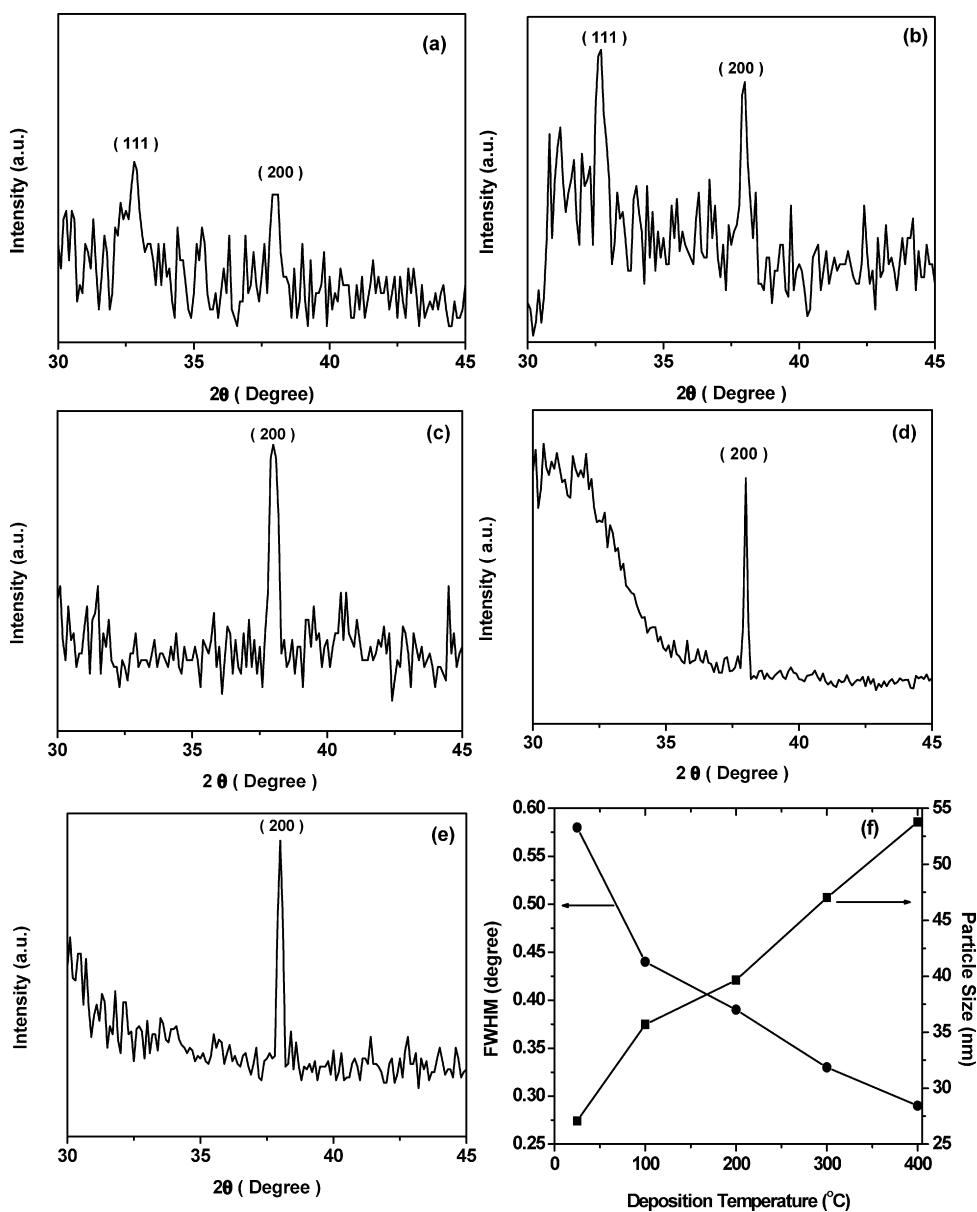 (a)
( 111 )
( 200 )
Intensity (a.u.)
30 35 40 45
2θ ( Degree)
(b)
( 111 )
( 200 )
Intensity (a.u.)
30 35 40 45
2θ ( Degree )
(c)
( 200 )
Intensity (a.u.)
30 35 40 45
2 θ ( Degree )
(d)
( 200 )
Intensity ( a.u.)
30 35 40 45
2 θ ( Degree )
(e)
( 200 )
Intensity (a.u.)
30 35 40 45
2θ ( Degree )
(f)
0.60
0.55
0.50
0.45
0.40
0.35
0.30
0.25
FWHM (degree)
55
50
45
40
35
30
25
Particle Size (nm)
0 100 200 300 400
Deposition Temperature (°C)